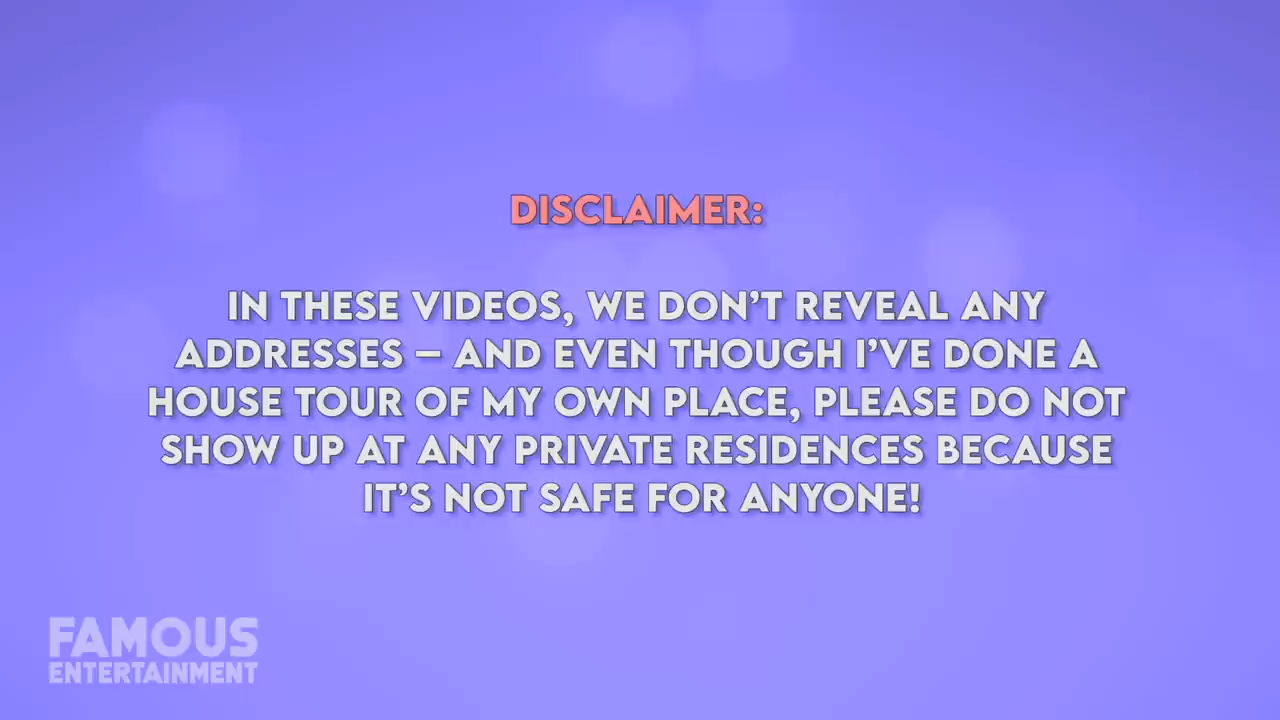 DISCLAIMER:
IN THESE VIDEOS, WE DON'T REVEAL ANY
ADDRESSES – AND EVEN THOUGH I'VE DONE A
HOUSE TOUR OF MY OWN PLACE, PLEASE DO NOT
SHOW UP AT ANY PRIVATE RESIDENCES BECAUSE
IT'S NOT SAFE FOR ANYONE!
FAMOUS
ENTERTAINMENT